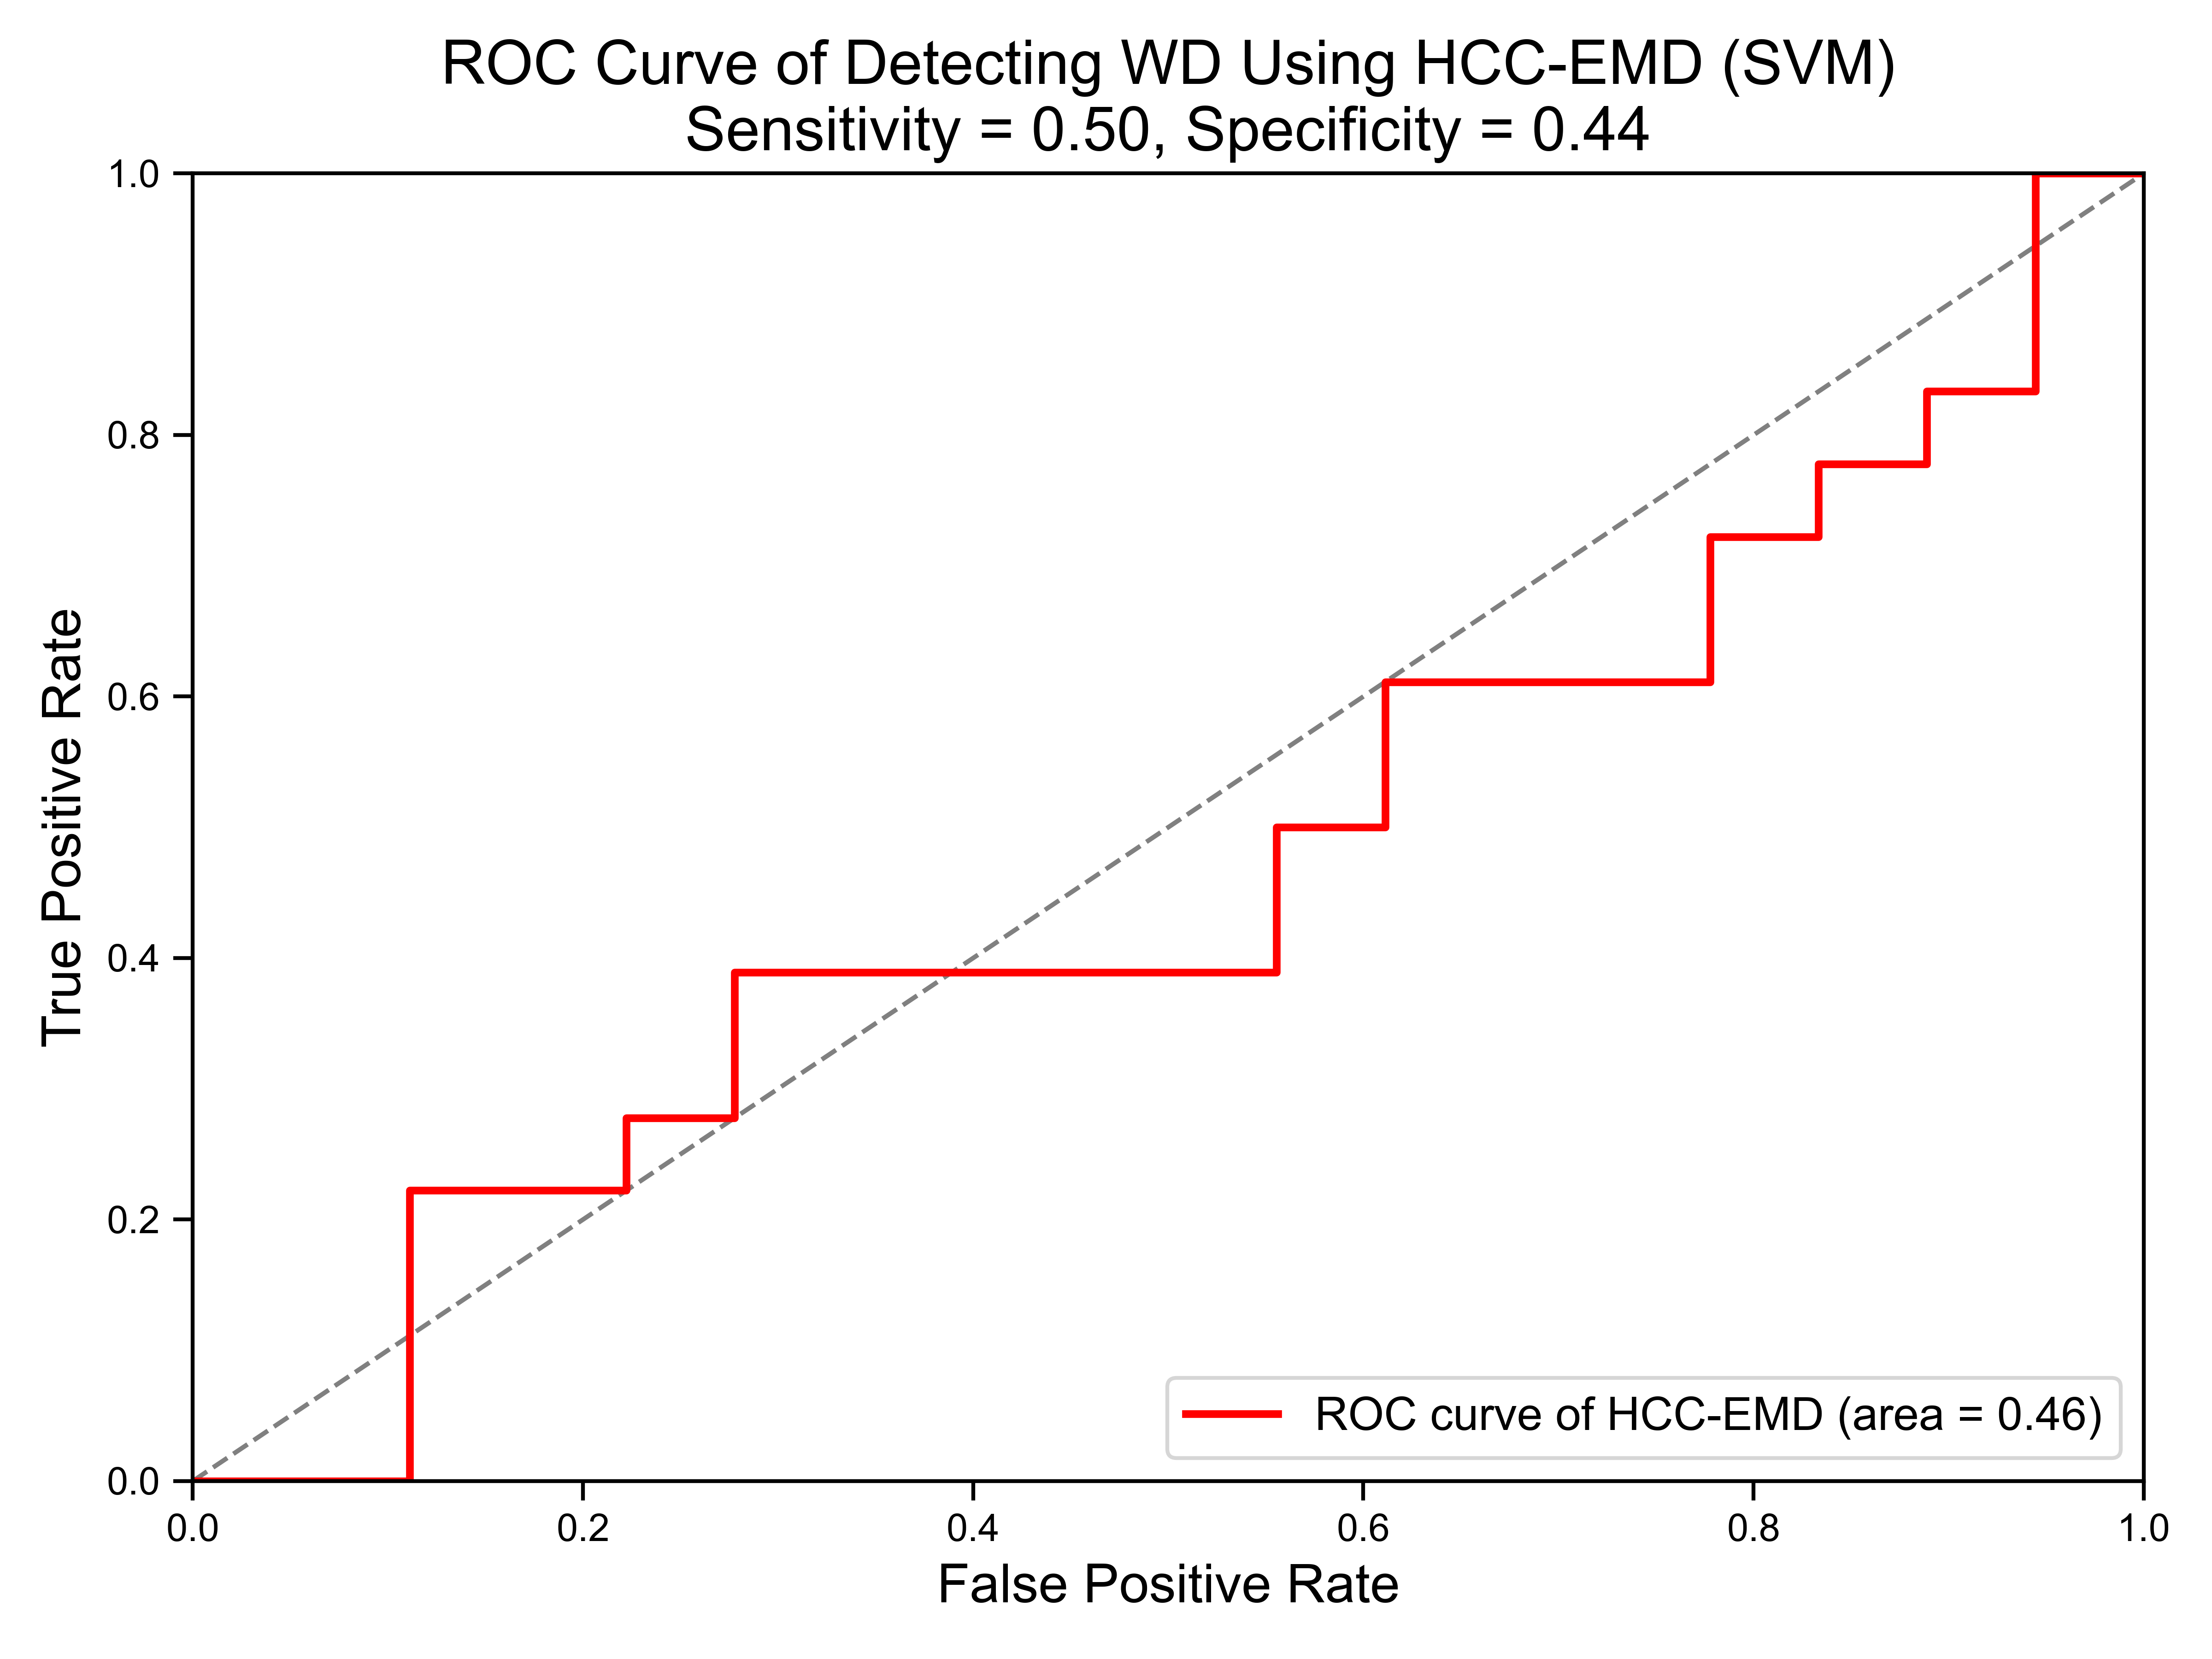 ROC Curve of Detecting WD Using HCC-EMD (SVM)
Sensitivity = 0.50, Specificity = 0.44
1.0
0.8
0.6
0.4
0.2
0.0
True Positive Rate
ROC curve of HCC-EMD (area = 0.46)
0.0 0.2 0.4 0.6 0.8 1.0
False Positive Rate